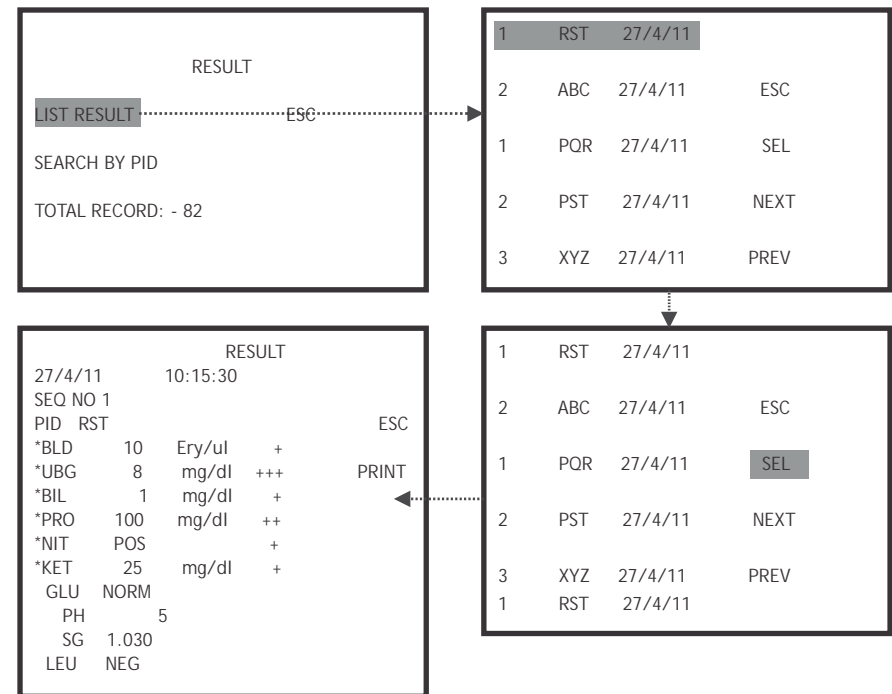 RESULT
LIST RESULT ESC
SEARCH BY PID
TOTAL RECORD: - 82
1 RST 27/4/11
2 ABC 27/4/11 ESC
1 PQR 27/4/11 SEL
2 PST 27/4/11 NEXT
3 XYZ 27/4/11 PREV
RESULT
27/4/11 10:15:30
SEQ NO 1
PID RST ESC
*BLD 10 Ery/ul +
*UBG 8 mg/dl +++ PRINT
*BIL 1 mg/dl +
*PRO 100 mg/dl ++
*NIT POS +
*KET 25 mg/dl +
GLU NORM
PH 5
SG 1.030
LEU NEG
1 RST 27/4/11
2 ABC 27/4/11 ESC
1 PQR 27/4/11 SEL
2 PST 27/4/11 NEXT
3 XYZ 27/4/11 PREV
1 RST 27/4/11